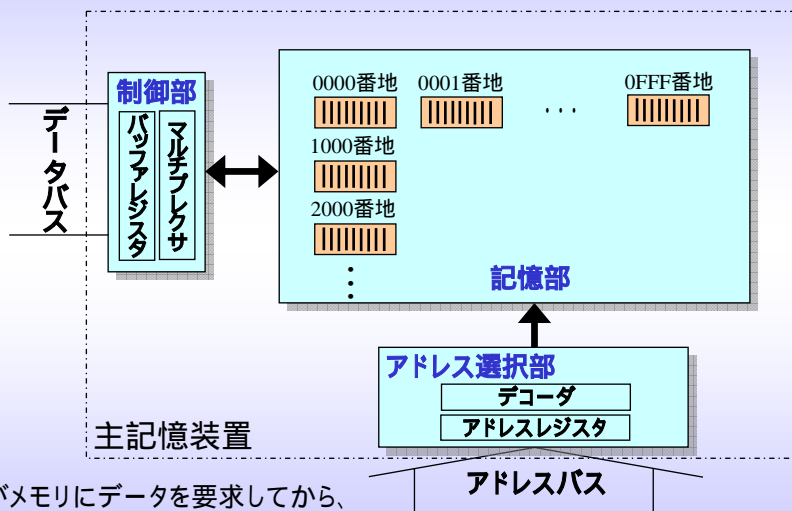 制御部
バッファレジスタ
マルチプレクサ
データバス
0000番地
0001番地
・・・
0FFF番地
1000番地
2000番地
記憶部
アドレス選択部
デコーダ
アドレスレジスタ
主記憶装置
アドレスバス
がメモリにデータを要求してから、